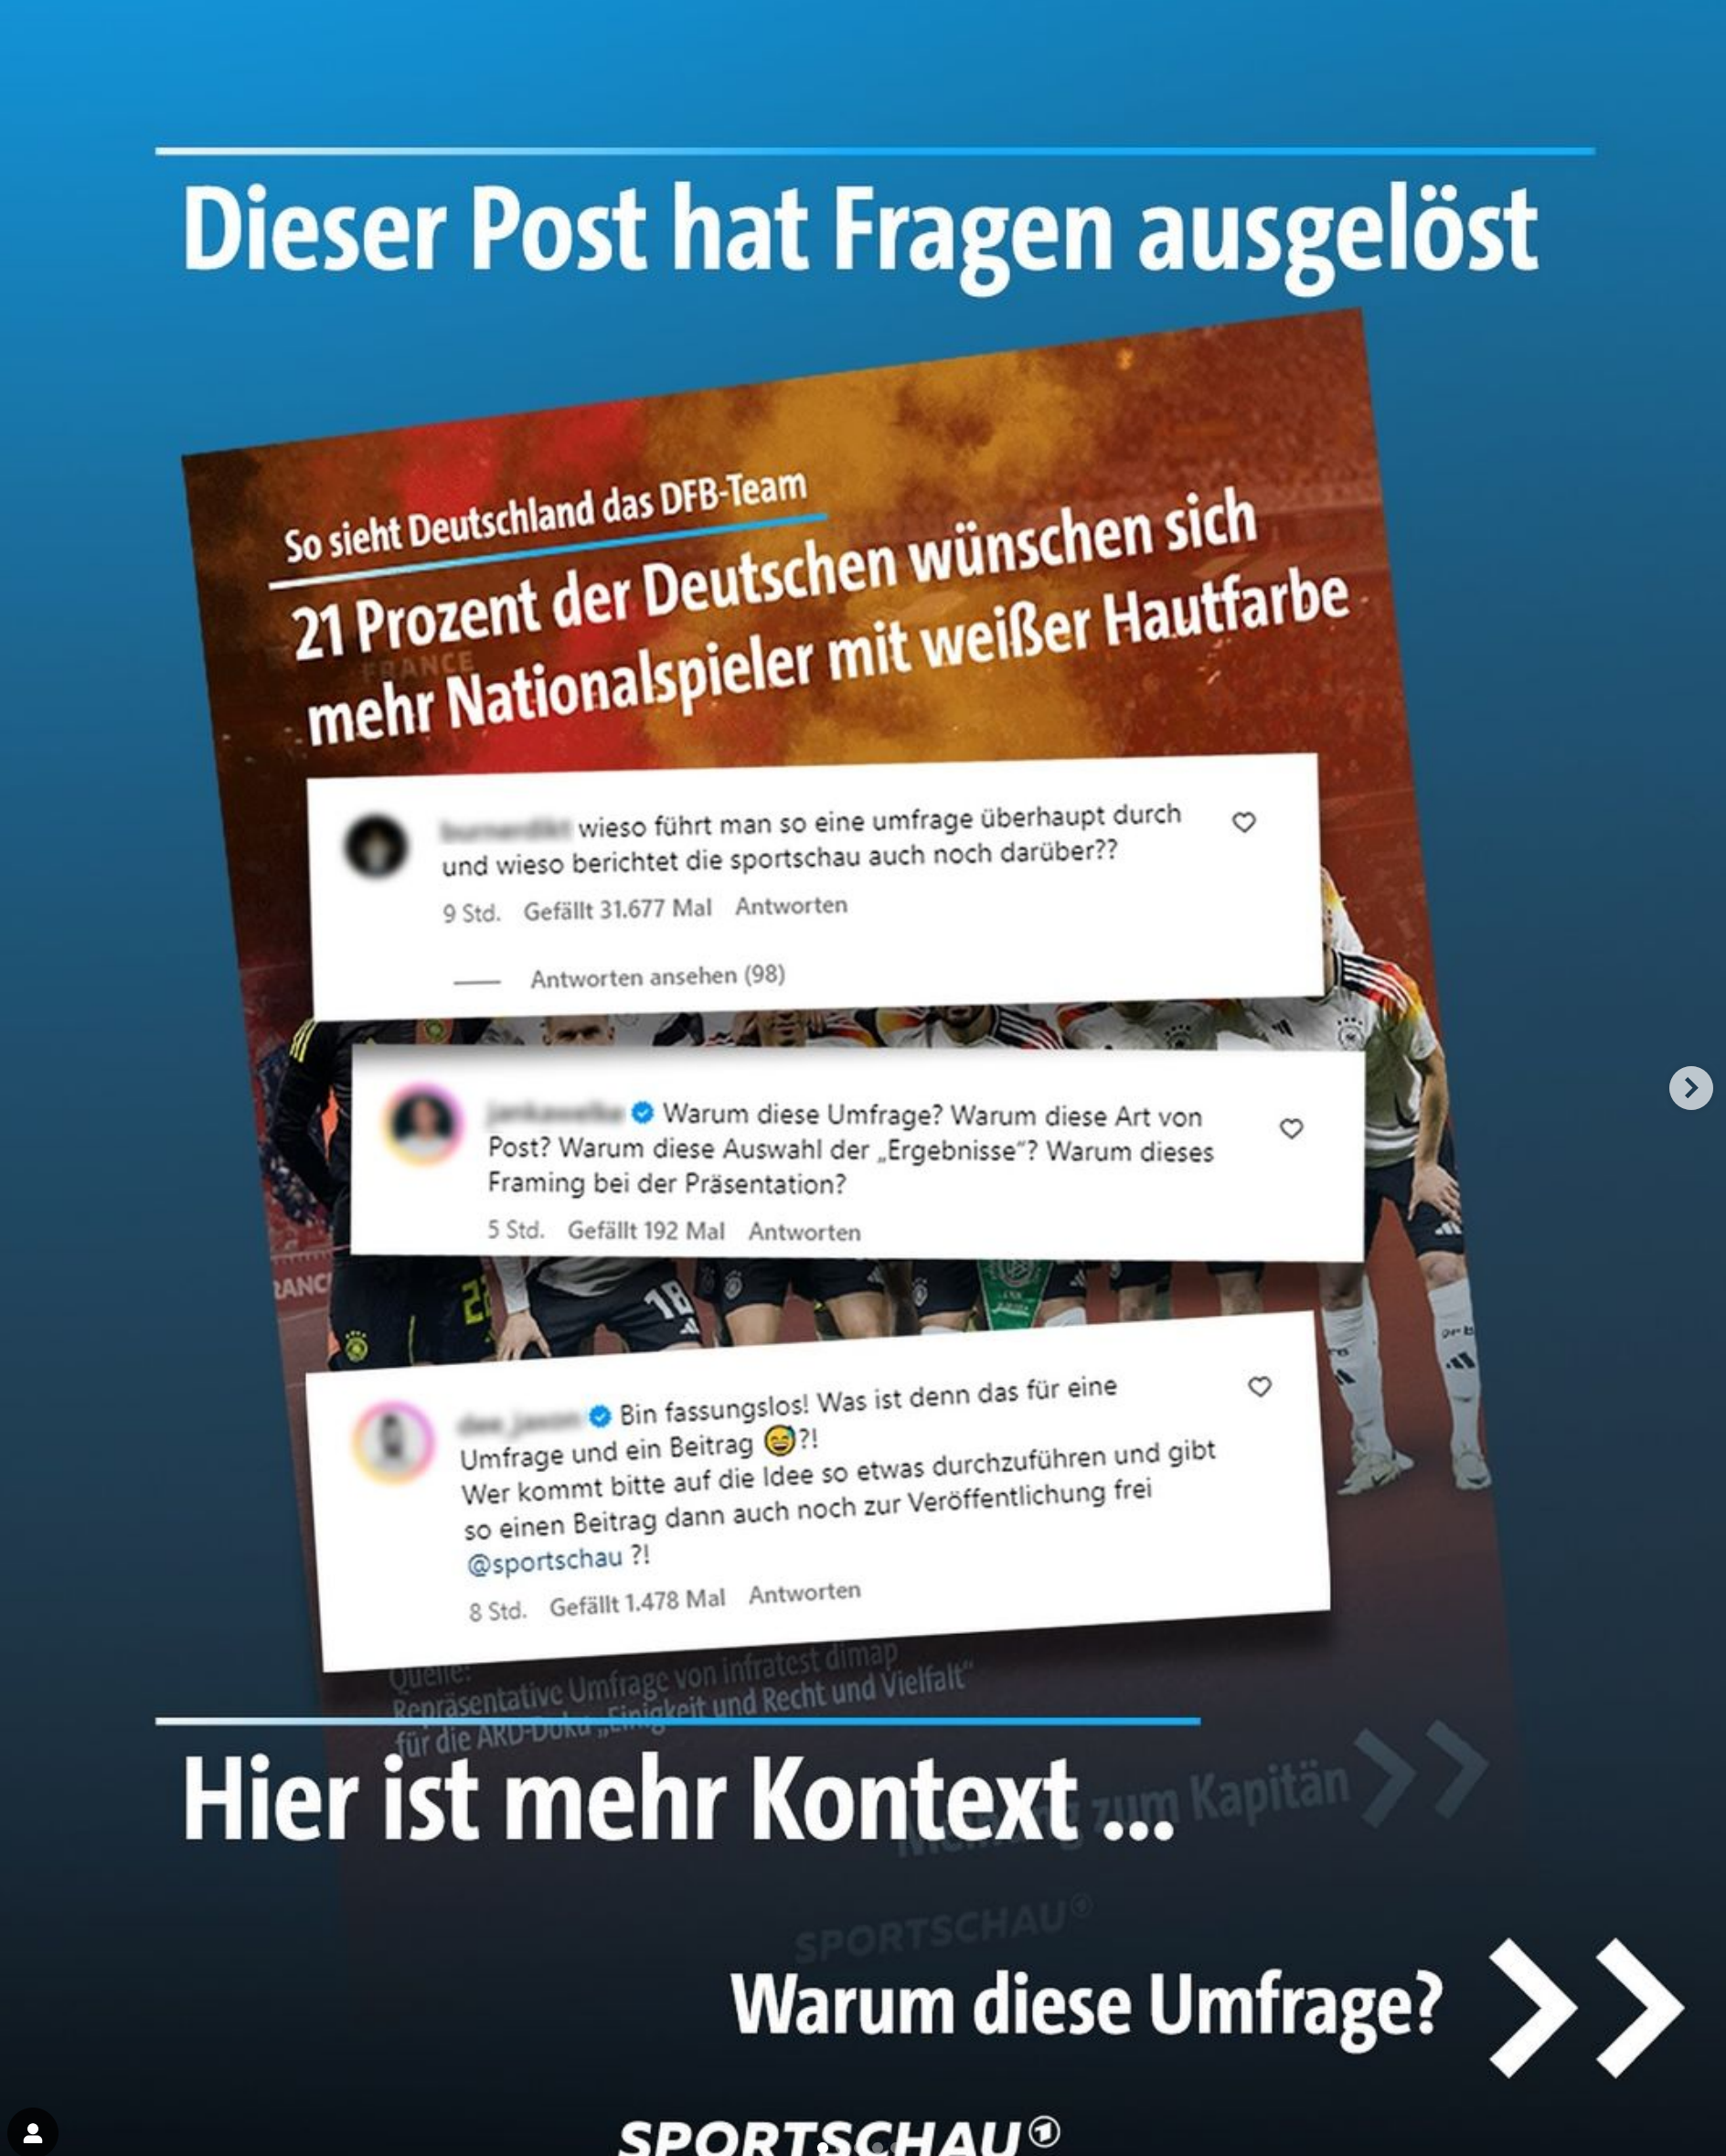 Dieser Post hat Fragen ausgelöst
So sieht Deutschland das DFB-Team
21 Prozent der Deutschen wünschen sich
mehr Nationalspieler mit weißer Hautfarbe
FRANCE
wieso führt man so eine umfrage überhaupt durch
und wieso berichtet die sportschau auch noch darüber??
9 Std. Gefällt 31.677 Mal Antworten
Antworten ansehen (98)
Warum diese Umfrage? Warum diese Art von
Post? Warum diese Auswahl der „Ergebnisse"? Warum dieses
Framing bei der Präsentation?
5 Std. Gefällt 192 Mal Antworten
RANC
22
18
Bin fassungslos! Was ist denn das für eine
Umfrage und ein Beitrag 😅?!
Wer kommt bitte auf die Idee so etwas durchzuführen und gibt
so einen Beitrag dann auch noch zur Veröffentlichung frei
@sportschau ?!
8 Std. Gefällt 1.478 Mal Antworten
Quelle:
Repräsentative Umfrage von infratest dimap
für die ARD-Doku „Einigkeit und Recht und Vielfalt"
Hier ist mehr Kontext ...
Meinung zum Kapitän
SPORTSCHAU
Warum diese Umfrage?
SPORTSCHAU